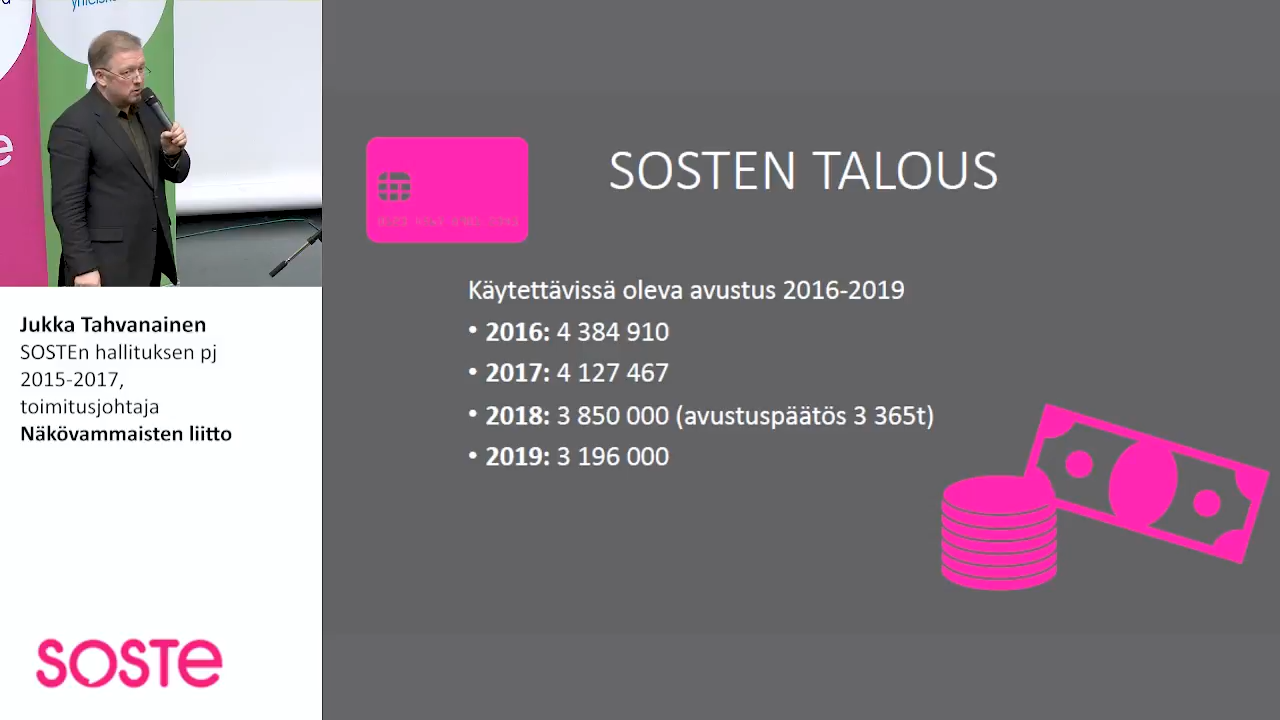 e
SOSTEN TALOUS
Käytettävissä oleva avustus 2016-2019
• 2016: 4 384 910
• 2017: 4 127 467
• 2018: 3 850 000 (avustuspäätös 3 365t)
• 2019: 3 196 000
Jukka Tahvanainen
SOSTEn hallituksen pj
2015-2017,
toimitusjohtaja
Näkövammaisten liitto
soste